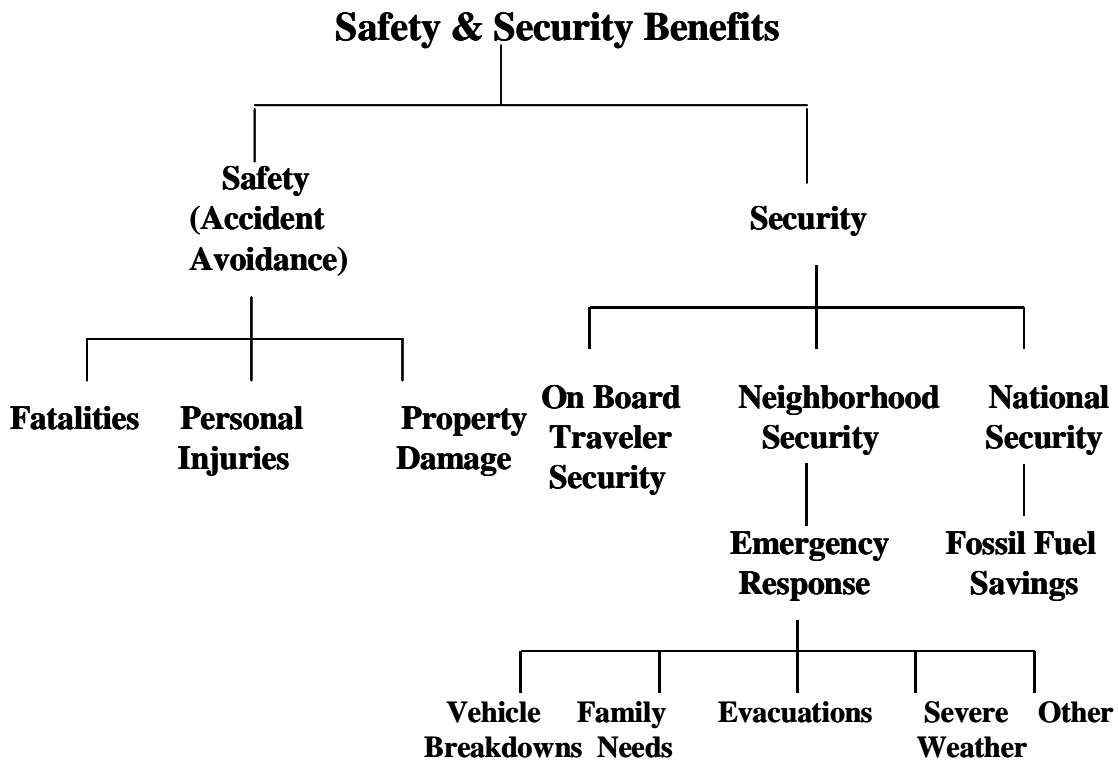 Safety & Security Benefits
Safety
(Accident
Avoidance)
Security
Fatalities
Personal
Injuries
Property
Damage
On Board
Traveler
Security
Neighborhood
Security
National
Security
Emergency
Response
Fossil Fuel
Savings
Vehicle
Breakdowns
Family
Needs
Evacuations
Severe
Weather
Other